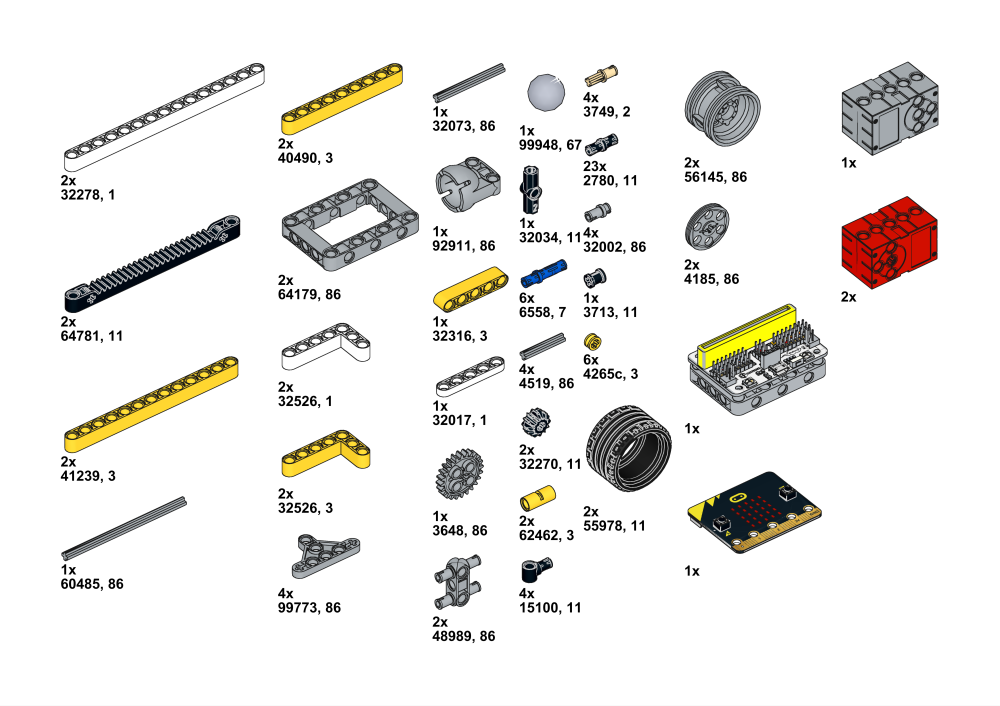 2x
32278, 1
2x
64781, 11
2x
41239, 3
1x
60485, 86
2x
40490, 3
2x
64179, 86
2x
32526, 1
2x
32526, 3
4x
99773, 86
1x
32073, 86
1x
92911, 86
1x
32316, 3
1x
32017, 1
1x
3648, 86
2x
48989, 86
1x
99948, 67
1x
32034, 11
6x
6558, 7
4x
4519, 86
2x
32270, 11
2x
62462, 3
4x
15100, 11
4x
3749, 2
23x
2780, 11
4x
32002, 86
1x
3713, 11
6x
4265c, 3
2x
55978, 11
2x
56145, 86
2x
4185, 86
1x
1x
1x
2x
2